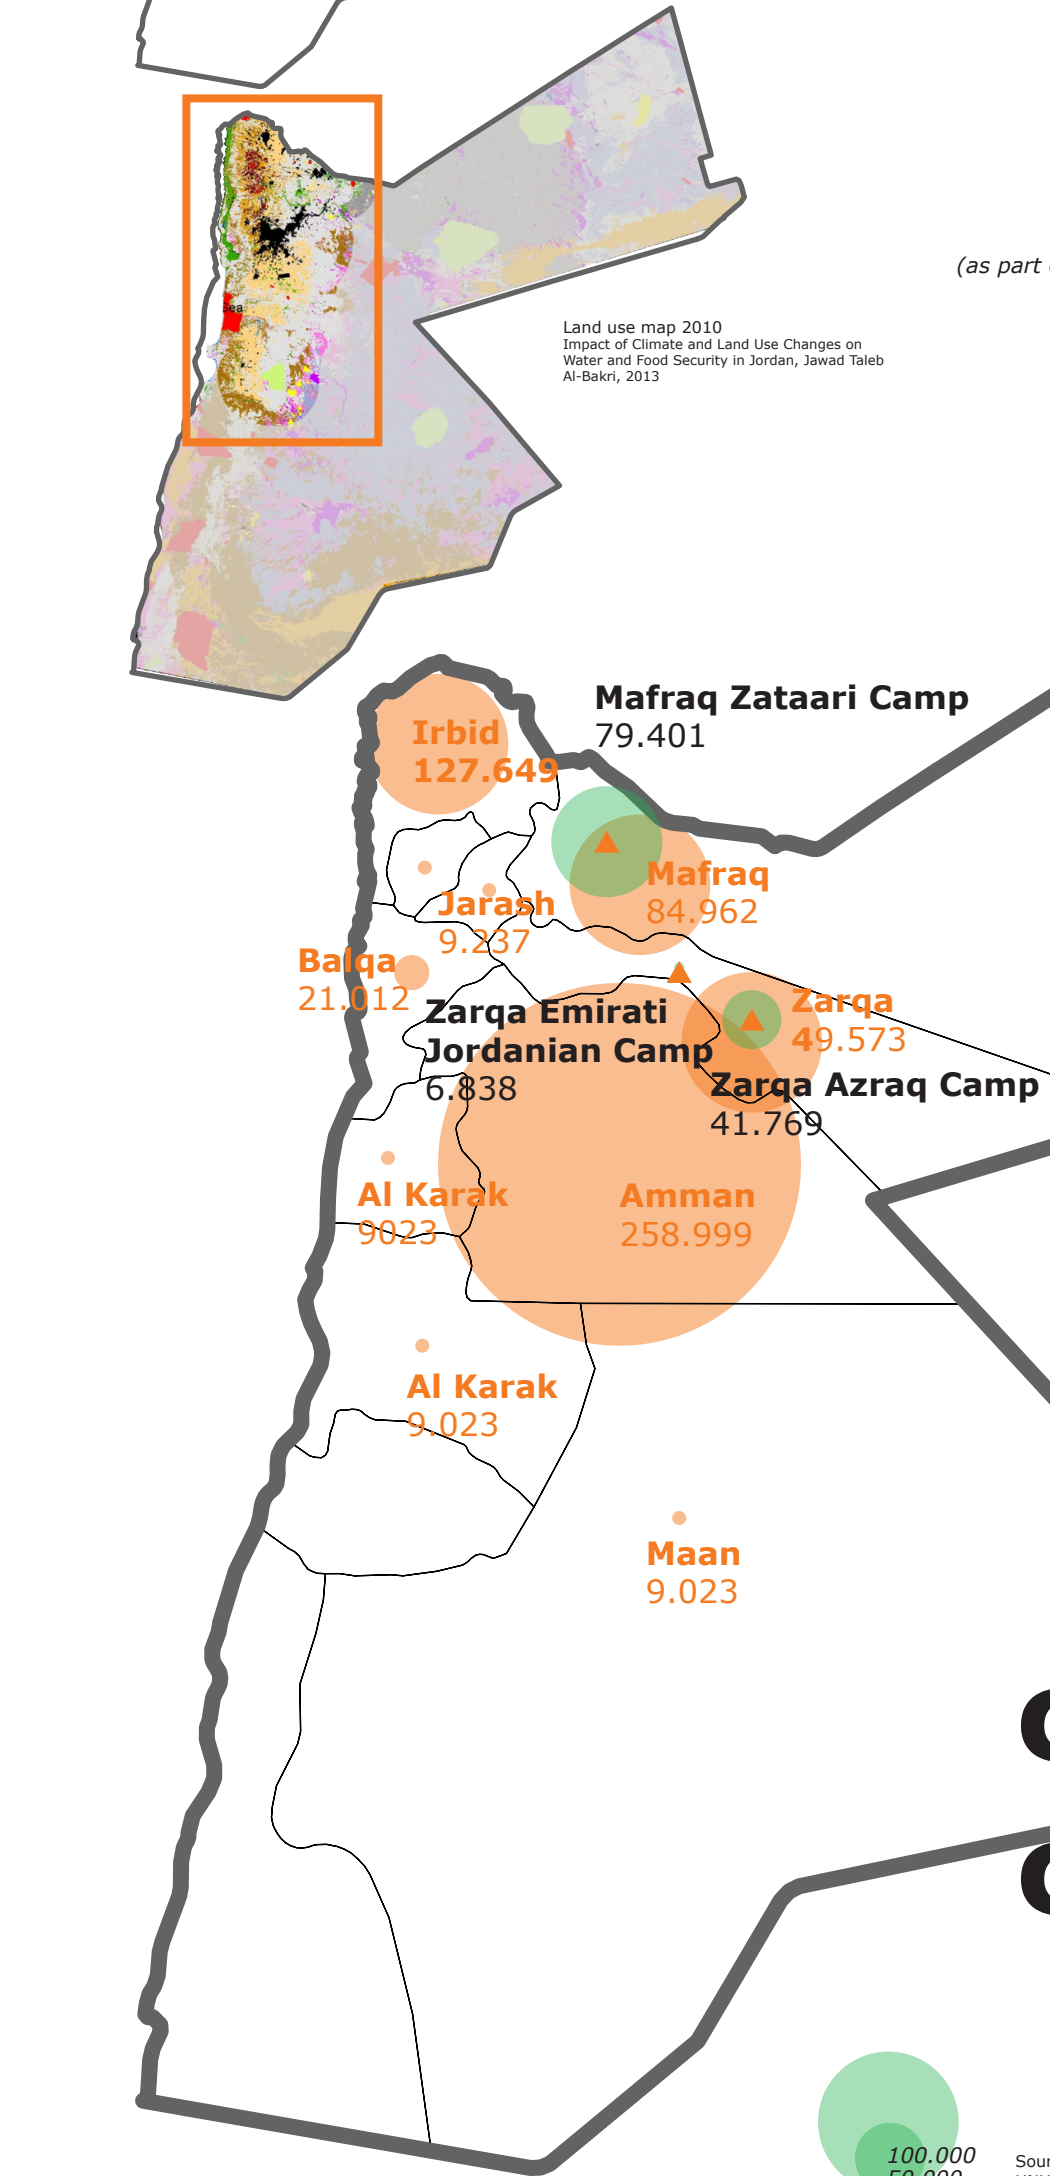 Sea
(as part
Land use map 2010
Impact of Climate and Land Use Changes on
Water and Food Security in Jordan, Jawad Taleb
Al-Bakri, 2013
Mafraq Zataari Camp
79.401
Irbid
127.649
Mafraq
84.962
Jarash
9.237
Balqa
21.012
Zarqa Emirati
Jordanian Camp
6.838
Zarqa
49.573
Zarqa Azraq Camp
41.769
Al Karak
9023
Amman
258.999
Al Karak
9.023
Maan
9.023
100.000
50.000